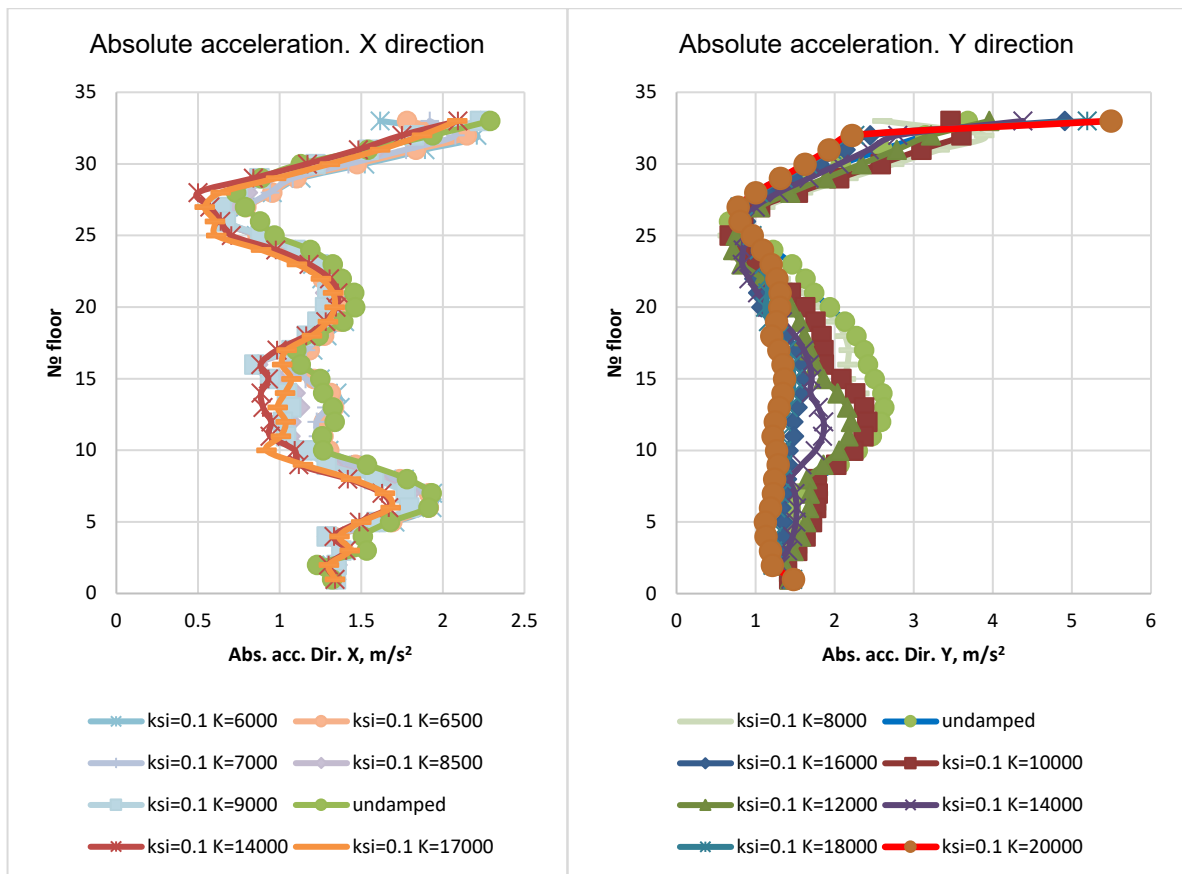 Absolute acceleration. X direction
35
30
25
20
15
10
5
0
0 0.5 1 1.5 2 2.5
№ floor
Abs. acc. Dir. X, m/s²
ksi=0.1 K=6000 ksi=0.1 K=6500
ksi=0.1 K=7000 ksi=0.1 K=8500
ksi=0.1 K=9000 undamped
ksi=0.1 K=14000 ksi=0.1 K=17000
Absolute acceleration. Y direction
35
30
25
20
15
10
5
0
0 1 2 3 4 5 6
№ floor
Abs. acc. Dir. Y, m/s²
ksi=0.1 K=8000 undamped
ksi=0.1 K=16000 ksi=0.1 K=10000
ksi=0.1 K=12000 ksi=0.1 K=14000
ksi=0.1 K=18000 ksi=0.1 K=20000